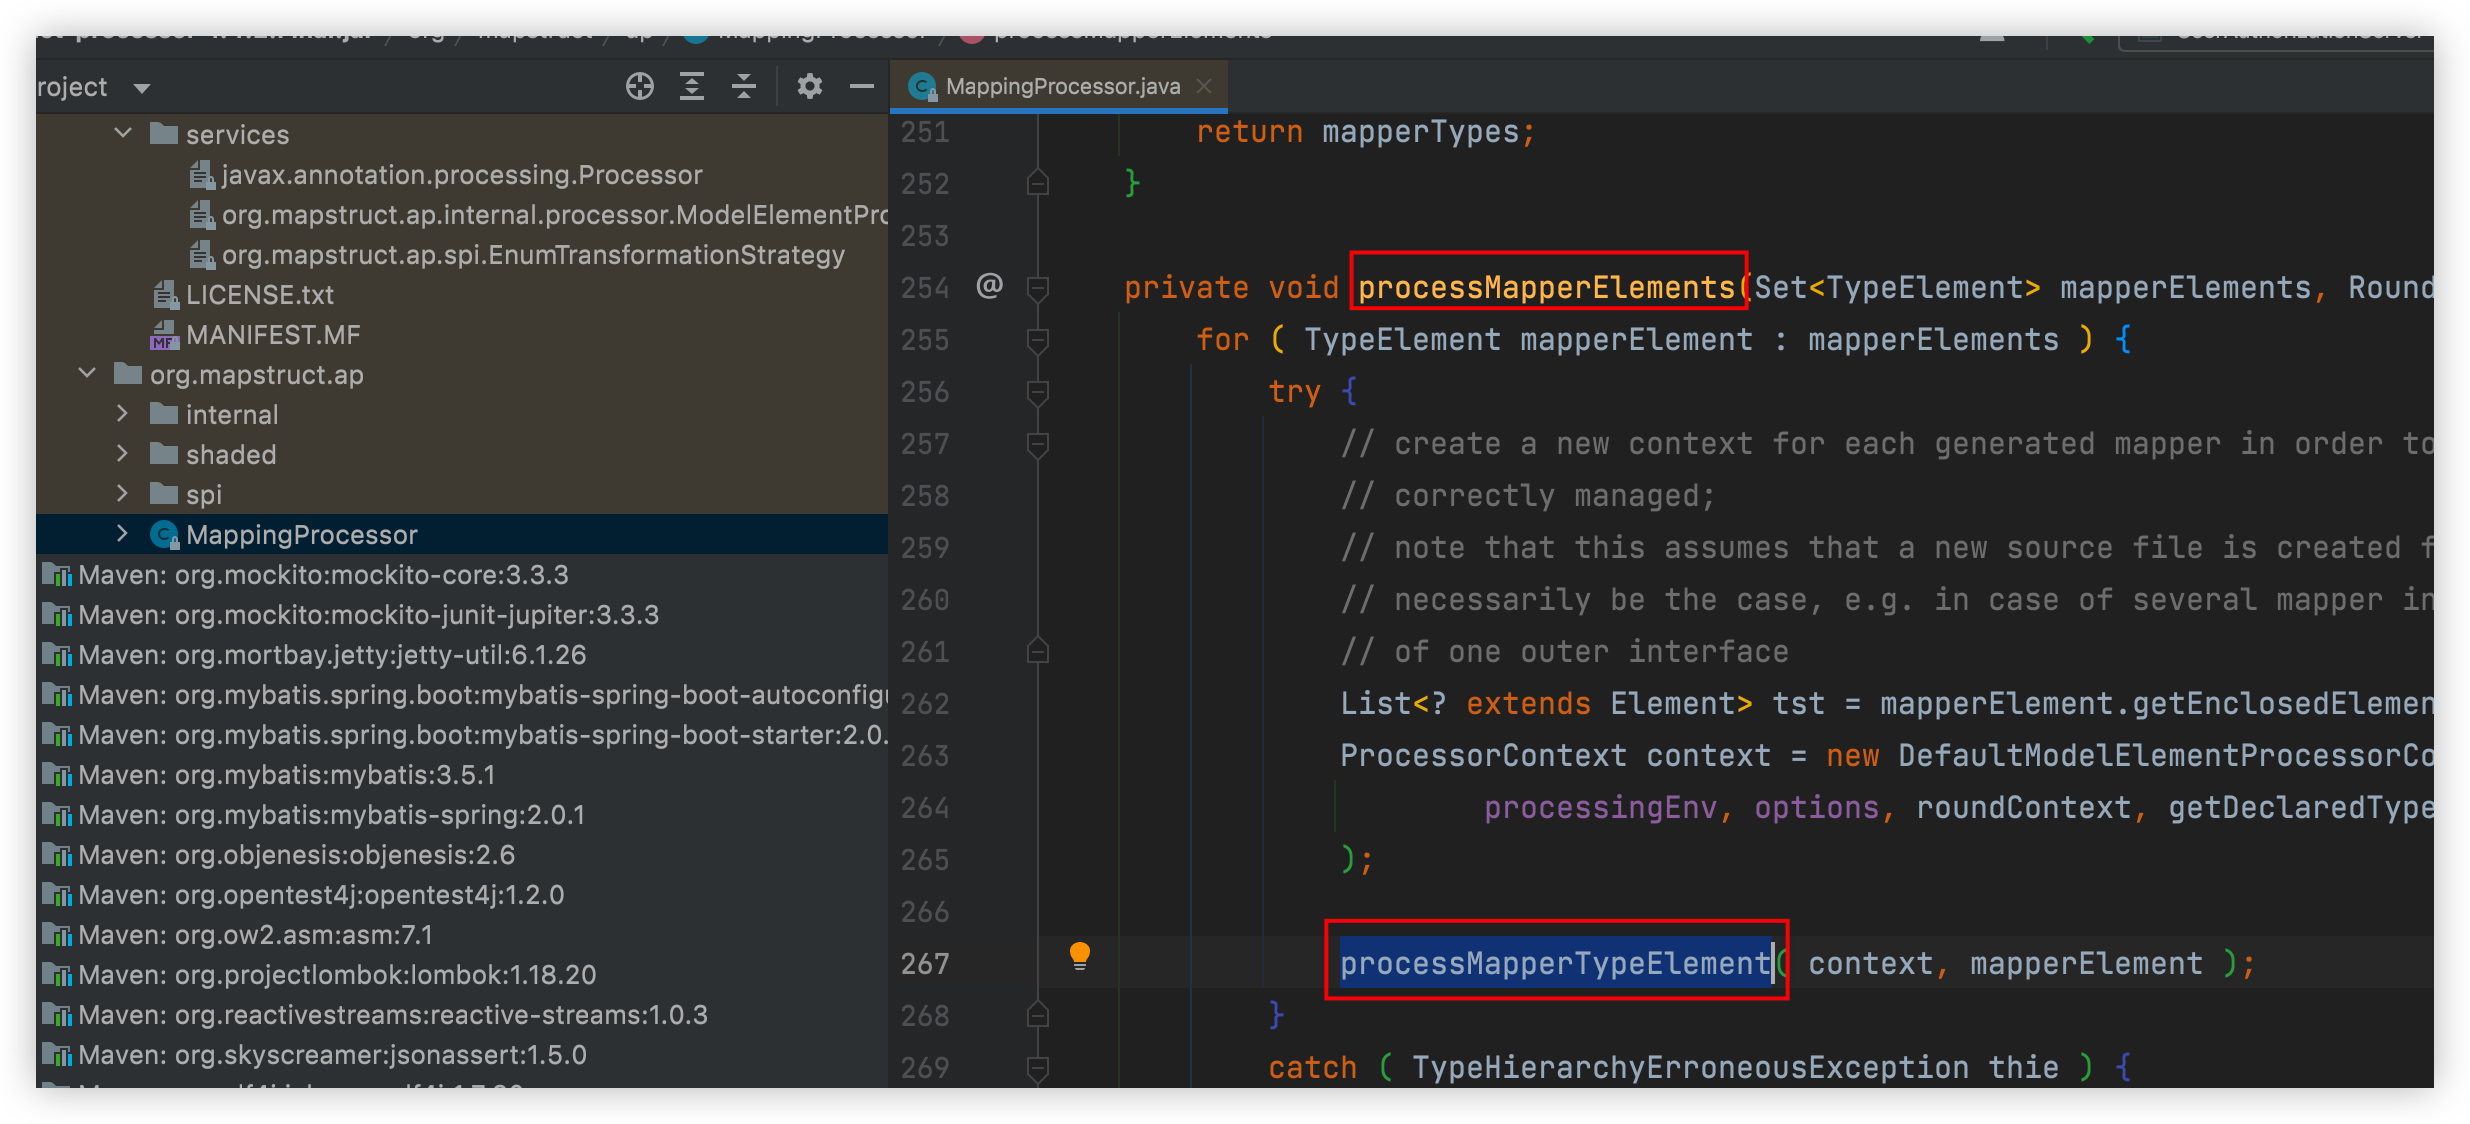 roject
services
javax.annotation.processing.Processor
org.mapstruct.ap.internal.processor.ModelElementPro
org.mapstruct.ap.spi.EnumTransformationStrategy
LICENSE.txt
MF MANIFEST.MF
org.mapstruct.ap
internal
shaded
spi
C MappingProcessor
Maven: org.mockito:mockito-core:3.3.3
Maven: org.mockito:mockito-junit-jupiter:3.3.3
Maven: org.mortbay.jetty:jetty-util:6.1.26
Maven: org.mybatis.spring.boot:mybatis-spring-boot-autoconfigu
Maven: org.mybatis.spring.boot:mybatis-spring-boot-starter:2.0.
Maven: org.mybatis:mybatis:3.5.1
Maven: org.mybatis:mybatis-spring:2.0.1
Maven: org.objenesis:objenesis:2.6
Maven: org.opentest4j:opentest4j:1.2.0
Maven: org.ow2.asm:asm:7.1
Maven: org.projectlombok:lombok:1.18.20
Maven: org.reactivestreams:reactive-streams:1.0.3
Maven: org.skyscreamer:jsonassert:1.5.0
C MappingProcessor.java
251 return mapperTypes;
252 }
253
254 @ private void processMapperElements(Set<TypeElement> mapperElements, Round
255 for ( TypeElement mapperElement : mapperElements ) {
256 try {
257 // create a new context for each generated mapper in order to
258 // correctly managed;
259 // note that this assumes that a new source file is created f
260 // necessarily be the case, e.g. in case of several mapper in
261 // of one outer interface
262 List<? extends Element> tst = mapperElement.getEnclosedElemen
263 ProcessorContext context = new DefaultModelElementProcessorCo
264 processingEnv, options, roundContext, getDeclaredType
265 );
266
267 processMapperTypeElement( context, mapperElement );
268 }
269 catch ( TypeHierarchyErroneousException thie ) {